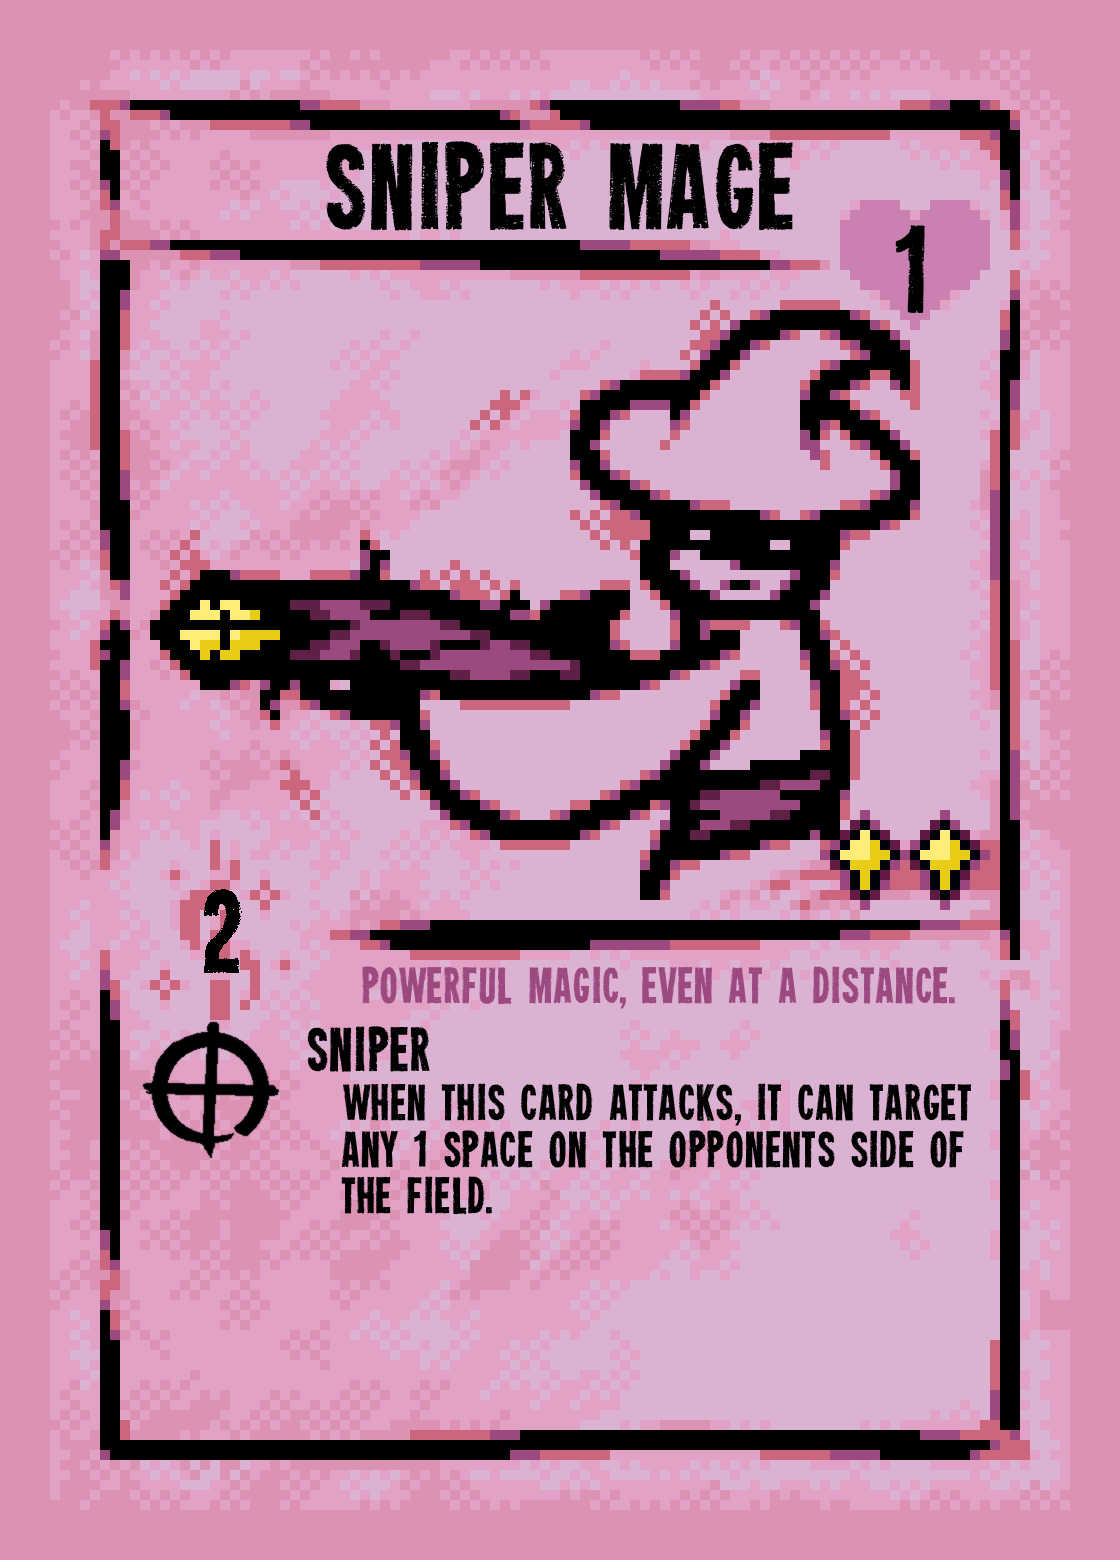 SNIPER MAGE
1
2
POWERFUL MAGIC, EVEN AT A DISTANCE.
SNIPER
WHEN THIS CARD ATTACKS, IT CAN TARGET
ANY 1 SPACE ON THE OPPONENTS SIDE OF
THE FIELD.